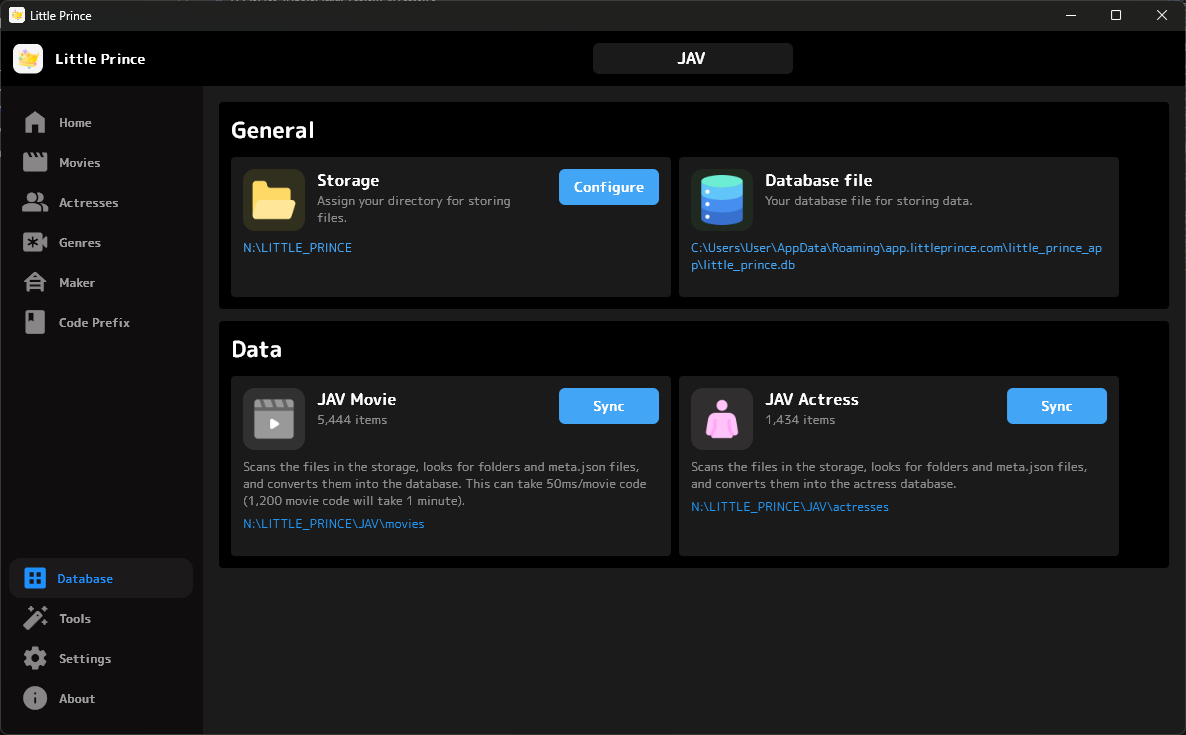 Little Prince
Little Prince
JAV
Home
Movies
Actresses
Genres
Maker
Code Prefix
Database
Tools
Settings
About
General
Storage
Assign your directory for storing
files.
Configure
N:\LITTLE_PRINCE
Database file
Your database file for storing data.
C:\Users\User\AppData\Roaming\app.littleprince.com\little_prince_ap
p\little_prince.db
Data
JAV Movie
5,444 items
Sync
Scans the files in the storage, looks for folders and meta.json files,
and converts them into the database. This can take 50ms/movie code
(1,200 movie code will take 1 minute).
N:\LITTLE_PRINCE\JAV\movies
JAV Actress
1,434 items
Sync
Scans the files in the storage, looks for folders and meta.json files,
and converts them into the actress database.
N:\LITTLE_PRINCE\JAV\actresses